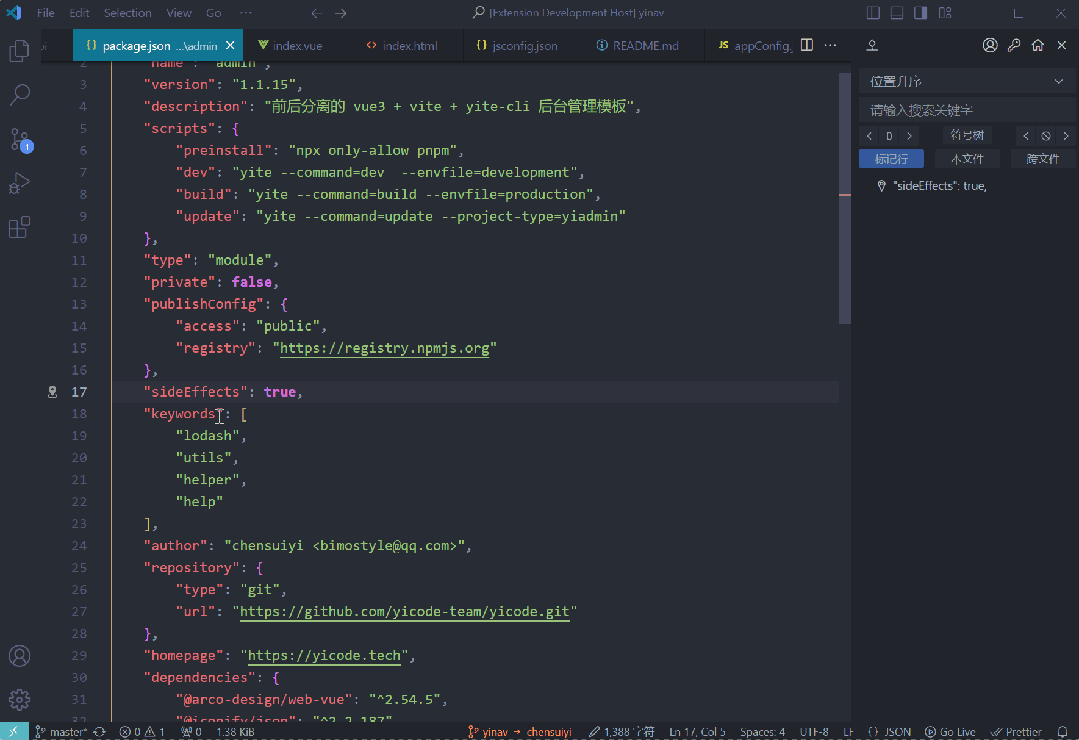 File Edit Selection View Go ··· [Extension Development Host] yinav
package.json ...\admin index.vue index.html jsconfig.json README.md appConfig.
2 "name": "admin",
3 "version": "1.1.15",
4 "description": "前后分离的 vue3 + vite + yite-cli 后台管理模板",
5 "scripts": {
6 "preinstall": "npx only-allow pnpm",
7 "dev": "yite --command=dev  --envfile=development",
8 "build": "yite --command=build --envfile=production",
9 "update": "yite --command=update --project-type=yiadmin"
10 },
11 "type": "module",
12 "private": false,
13 "publishConfig": {
14 "access": "public",
15 "registry": "https://registry.npmjs.org"
16 },
17 "sideEffects": true,
18 "keywords": [
19 "lodash",
20 "utils",
21 "helper",
22 "help"
23 ],
24 "author": "chensuiyi <bimostyle@qq.com>",
25 "repository": {
26 "type": "git",
27 "url": "https://github.com/yicode-team/yicode.git"
28 },
29 "homepage": "https://yicode.tech",
30 "dependencies": {
31 "@arco-design/web-vue": "^2.54.5",
32 "@iconify/json": "^2.2.187"
位置升序
请输入搜索关键字
< 0 > 符号树 < >
标记行 本文件 跨文件
"sideEffects": true,
1
master* 0 1 0 1.38 KiB yinav → chensuiyi 1,388 字符 Ln 17, Col 5 Spaces: 4 UTF-8 LF {} JSON Go Live Prettier